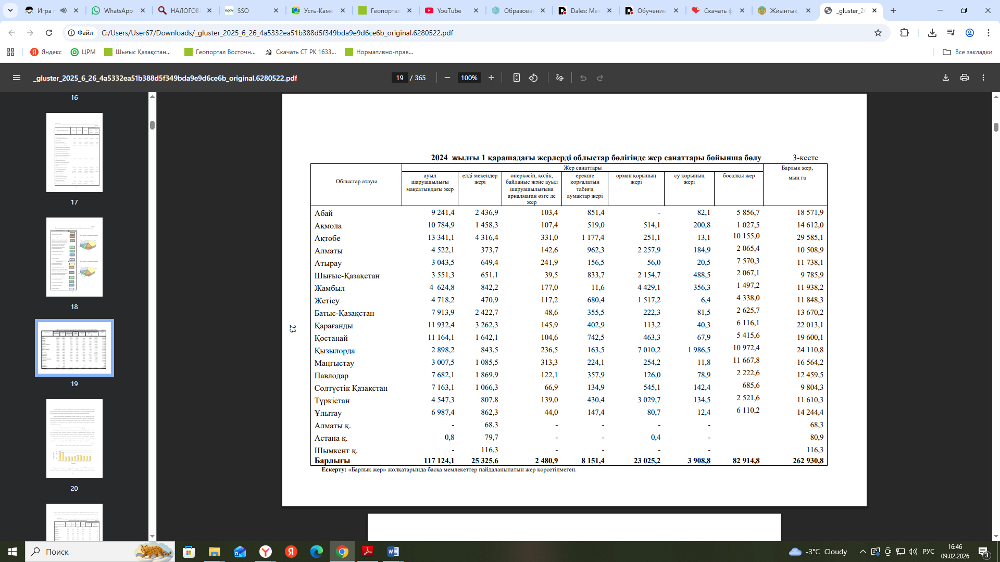 Игра п
WhatsApp
НАЛОГОВ
SSO
Усть-Каме
Геопортал
YouTube
Образоват
Dales: Мет
Обучение
Скачать ф
Жиынтық
_gluster_20
Файл C:/Users/User67/Downloads/_gluster_2025_6_26_4a5332ea51b388d5f349bda9e9d6ce6b_original.6280522.pdf
Яндекс ЦРМ Шығыс Қазақстан... Геопортал Восточн... Скачать СТ РК 1633... Нормативно-прав... Все закладки
_gluster_2025_6_26_4a5332ea51b388d5f349bda9e9d6ce6b_original.6280522.pdf 19 / 365 100%
16
17
18
19
20
2024 жылғы 1 қарашадағы жерлерді облыстар бөлігінде жер санаттары бойынша бөлу 3-кесте
Облыстар атауы
Жер санаттары
Барлық жер,
мың га
ауыл
шаруашылығы
мақсатындағы жер
елді мекендер
жері
өнеркәсіп, көлік,
байланыс және ауыл
шаруашылығына
арналмаған өзге де
жер
ерекше
қорғалатын
табиғи
аумақтар жері
орман қорының
жері
су қорының
жері
босалқы жер
Абай 9 241,4 2 436,9 103,4 851,4 - 82,1 5 856,7 18 571,9
Ақмола 10 784,9 1 458,3 107,4 519,0 514,1 200,8 1 027,5 14 612,0
Ақтөбе 13 341,1 4 316,4 331,0 1 177,4 251,1 13,1 10 155,0 29 585,1
Алматы 4 522,1 373,7 142,6 962,3 2 257,9 184,9 2 065,4 10 508,9
Атырау 3 043,5 649,4 241,9 156,5 56,0 20,5 7 570,3 11 738,1
Шығыс-Қазақстан 3 551,3 651,1 39,5 833,7 2 154,7 488,5 2 067,1 9 785,9
Жамбыл 4 624,8 842,2 177,0 11,6 4 429,1 356,3 1 497,2 11 938,2
Жетісу 4 718,2 470,9 117,2 680,4 1 517,2 6,4 4 338,0 11 848,3
Батыс-Қазақстан 7 913,9 2 422,7 48,6 355,5 222,3 81,5 2 625,7 13 670,2
Қарағанды 11 932,4 3 262,3 145,9 402,9 113,2 40,3 6 116,1 22 013,1
Қостанай 11 164,1 1 642,1 104,6 742,5 463,3 67,9 5 415,6 19 600,1
Қызылорда 2 898,2 843,5 236,5 163,5 7 010,2 1 986,5 10 972,4 24 110,8
Маңғыстау 3 007,5 1 085,5 313,3 224,1 254,2 11,8 11 667,8 16 564,2
Павлодар 7 682,1 1 869,9 122,1 357,9 126,0 78,9 2 222,6 12 459,5
Солтүстік Қазақстан 7 163,1 1 066,3 66,9 134,9 545,1 142,4 685,6 9 804,3
Түркістан 4 547,3 807,8 139,0 430,4 3 029,7 134,5 2 521,6 11 610,3
Ұлытау 6 987,4 862,3 44,0 147,4 80,7 12,4 6 110,2 14 244,4
Алматы қ. - 68,3 - - - - 68,3
Астана қ. 0,8 79,7 - - 0,4 - 80,9
Шымкент қ. - 116,3 - - - - 116,3
Барлығы 117 124,1 25 325,6 2 480,9 8 151,4 23 025,2 3 908,8 82 914,8 262 930,8
Ескерту: «Барлық жер» жолқатарында басқа мемлекеттер пайдаланылатын жер көрсетілмеген.
23
Поиск
-3°C Cloudy
РУС
16:46
09.02.2026
3